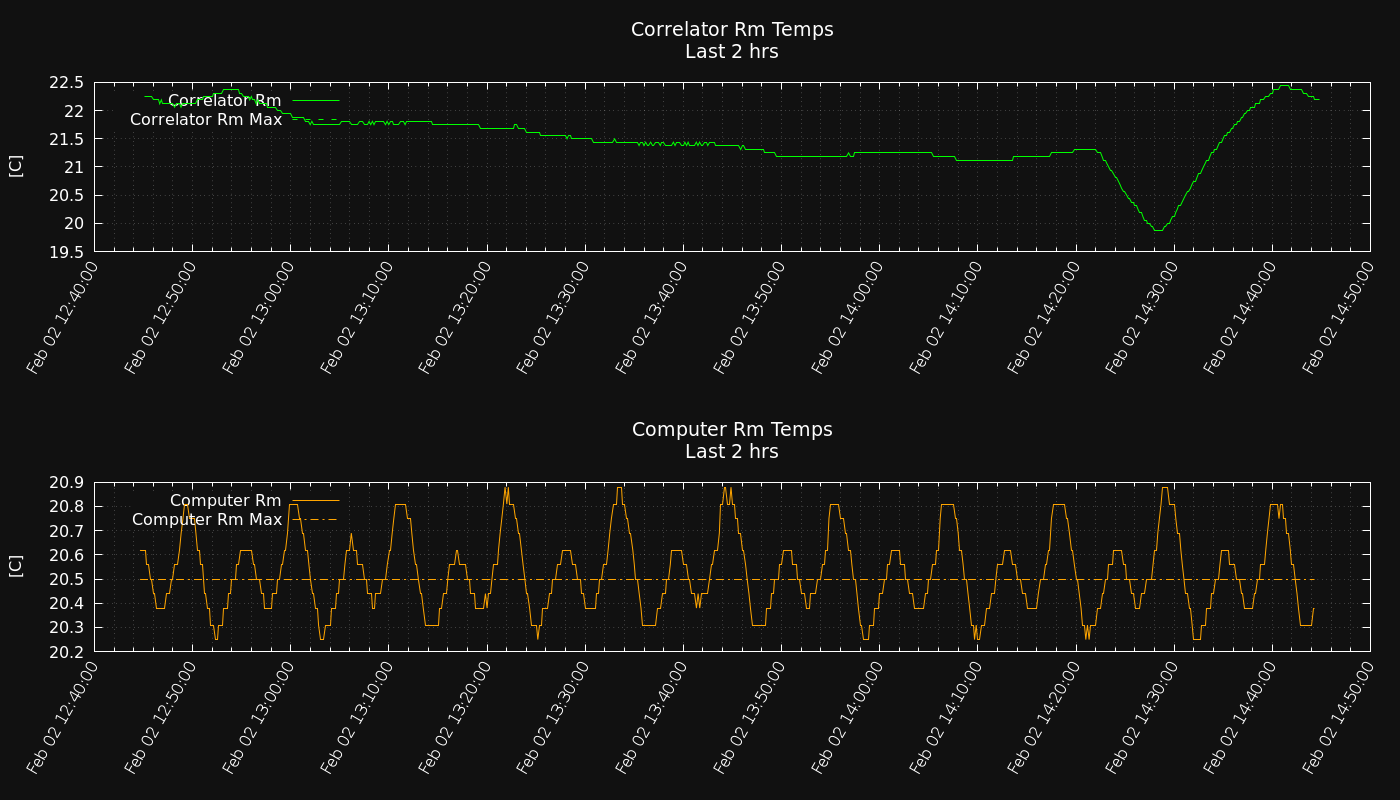 Correlator Rm Temps
Last 2 hrs
22.5
22
21.5
21
20.5
20
19.5
[C]
Correlator Rm
Correlator Rm Max
Feb 02 12:40:00
Feb 02 12:50:00
Feb 02 13:00:00
Feb 02 13:10:00
Feb 02 13:20:00
Feb 02 13:30:00
Feb 02 13:40:00
Feb 02 13:50:00
Feb 02 14:00:00
Feb 02 14:10:00
Feb 02 14:20:00
Feb 02 14:30:00
Feb 02 14:40:00
Feb 02 14:50:00
Computer Rm Temps
Last 2 hrs
20.9
20.8
20.7
20.6
20.5
20.4
20.3
20.2
[C]
Computer Rm
Computer Rm Max
Feb 02 12:40:00
Feb 02 12:50:00
Feb 02 13:00:00
Feb 02 13:10:00
Feb 02 13:20:00
Feb 02 13:30:00
Feb 02 13:40:00
Feb 02 13:50:00
Feb 02 14:00:00
Feb 02 14:10:00
Feb 02 14:20:00
Feb 02 14:30:00
Feb 02 14:40:00
Feb 02 14:50:00